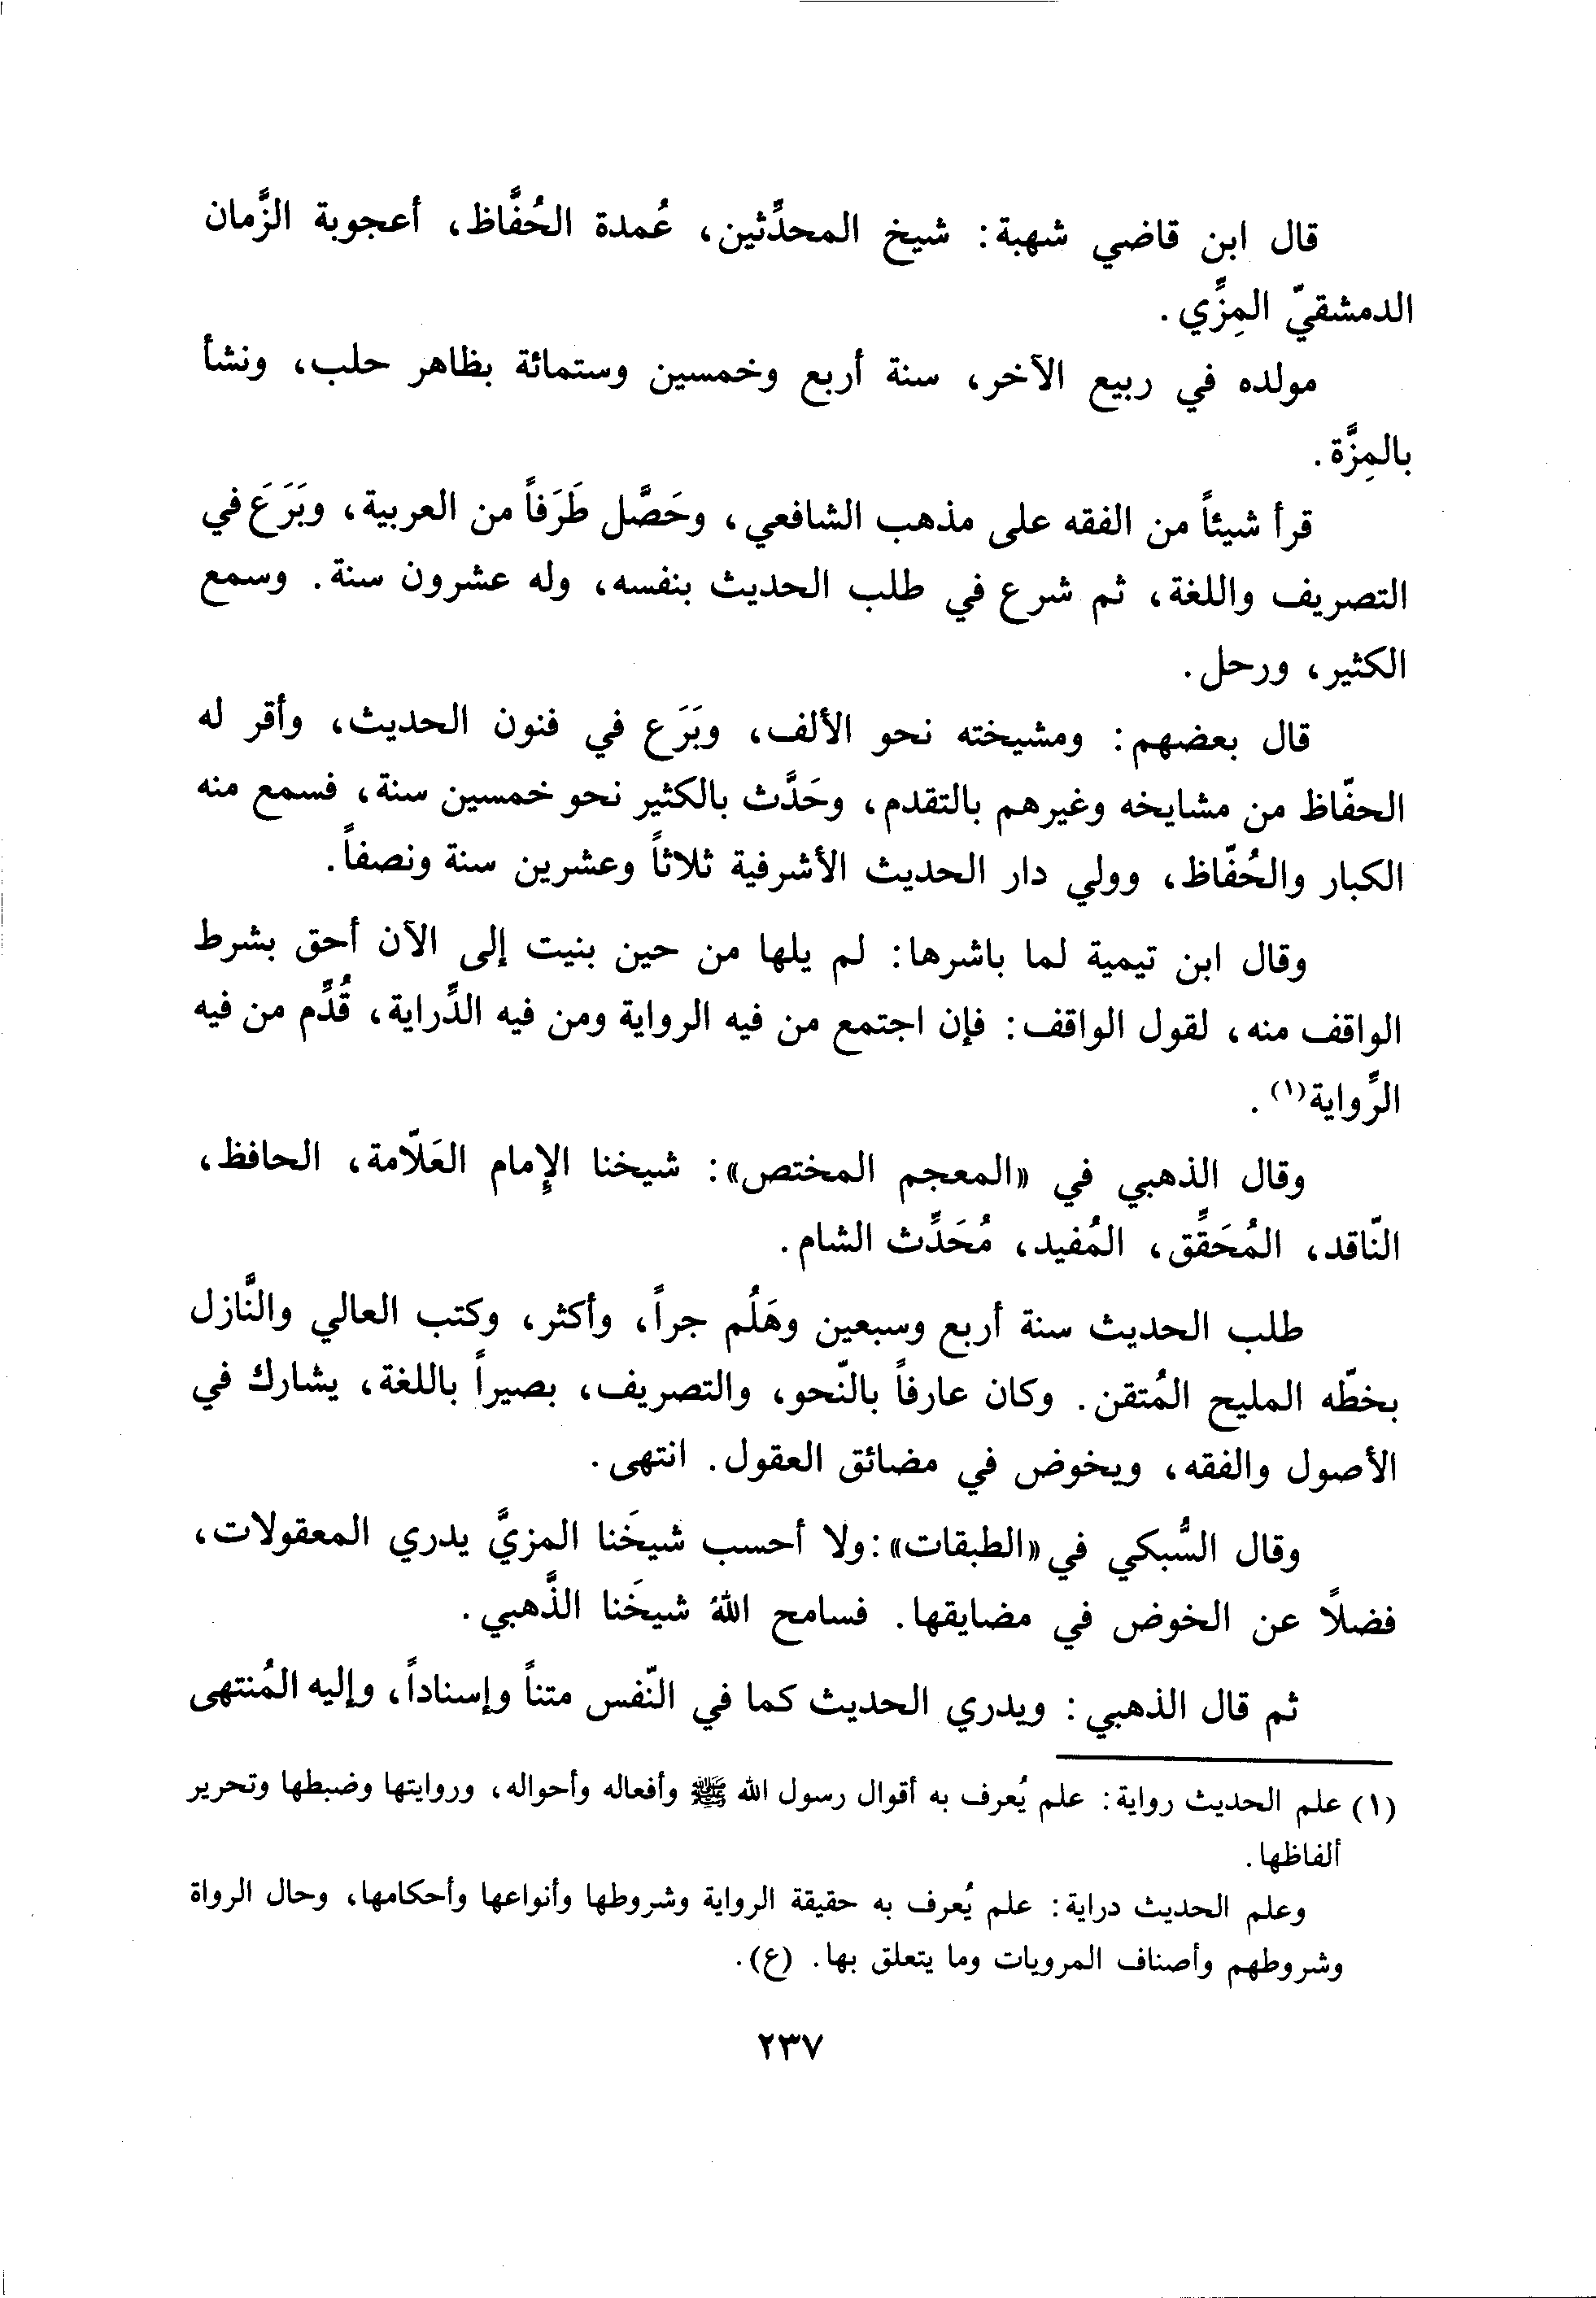 قال ابن قاضي شهبة: شيخ المحدِّثين، عُمدة الحُفَّاظ، أعجوبة الزَّمان
الدمشقيّ المِزِّي.
مولده في ربيع الآخر، سنة أربع وخمسين وستمائة بظاهر حلب، ونشأ
بالمِزَّة.
قرأ شيئاً من الفقه على مذهب الشافعي، وحَصَّل طَرَفاً من العربية، وبَرَعَ في
التصريف واللغة، ثم شرع في طلب الحديث بنفسه، وله عشرون سنة. وسمع
الكثير، ورحل.
قال بعضهم: ومشيخته نحو الألف، وبَرَع في فنون الحديث، وأقر له
الحفّاظ من مشايخه وغيرهم بالتقدم، وحَدَّث بالكثير نحو خمسين سنة، فسمع منه
الكبار والحُفّاظ، وولي دار الحديث الأشرفية ثلاثاً وعشرين سنة ونصفاً.
وقال ابن تيمية لما باشرها: لم يلها من حين بنيت إلى الآن أحق بشرط
الواقف منه، لقول الواقف: فإن اجتمع من فيه الرواية ومن فيه الدِّراية، قُدِّم من فيه
الرِّواية(١).
وقال الذهبي في «المعجم المختص»: شيخنا الإِمام العَلاّمة، الحافظ،
النّاقد، المُحَقِّق، المُفيد، مُحَدِّث الشام.
طلب الحديث سنة أربع وسبعين وهَلُم جراً، وأكثر، وكتب العالي والنَّازل
بخطّه المليح المُتقن. وكان عارفاً بالنّحو، والتصريف، بصيراً باللغة، يشارك في
الأصول والفقه، ويخوض في مضائق العقول. انتهى.
وقال السُّبكي في «الطبقات»: ولا أحسب شيخَنا المزيَّ يدري المعقولات،
فضلاً عن الخوض في مضايقها. فسامح اللهُ شيخَنا الذَّهبي.
ثم قال الذهبي: ويدري الحديث كما في النّفس متناً وإسناداً، وإليه المُنتهى
(١) علم الحديث رواية: علم يُعرف به أقوال رسول الله ﷺ وأفعاله وأحواله، وروايتها وضبطها وتحرير
ألفاظها.
وعلم الحديث دراية: علم يُعرف به حقيقة الرواية وشروطها وأنواعها وأحكامها، وحال الرواة
وشروطهم وأصناف المرويات وما يتعلق بها. (ع).
٢٣٧